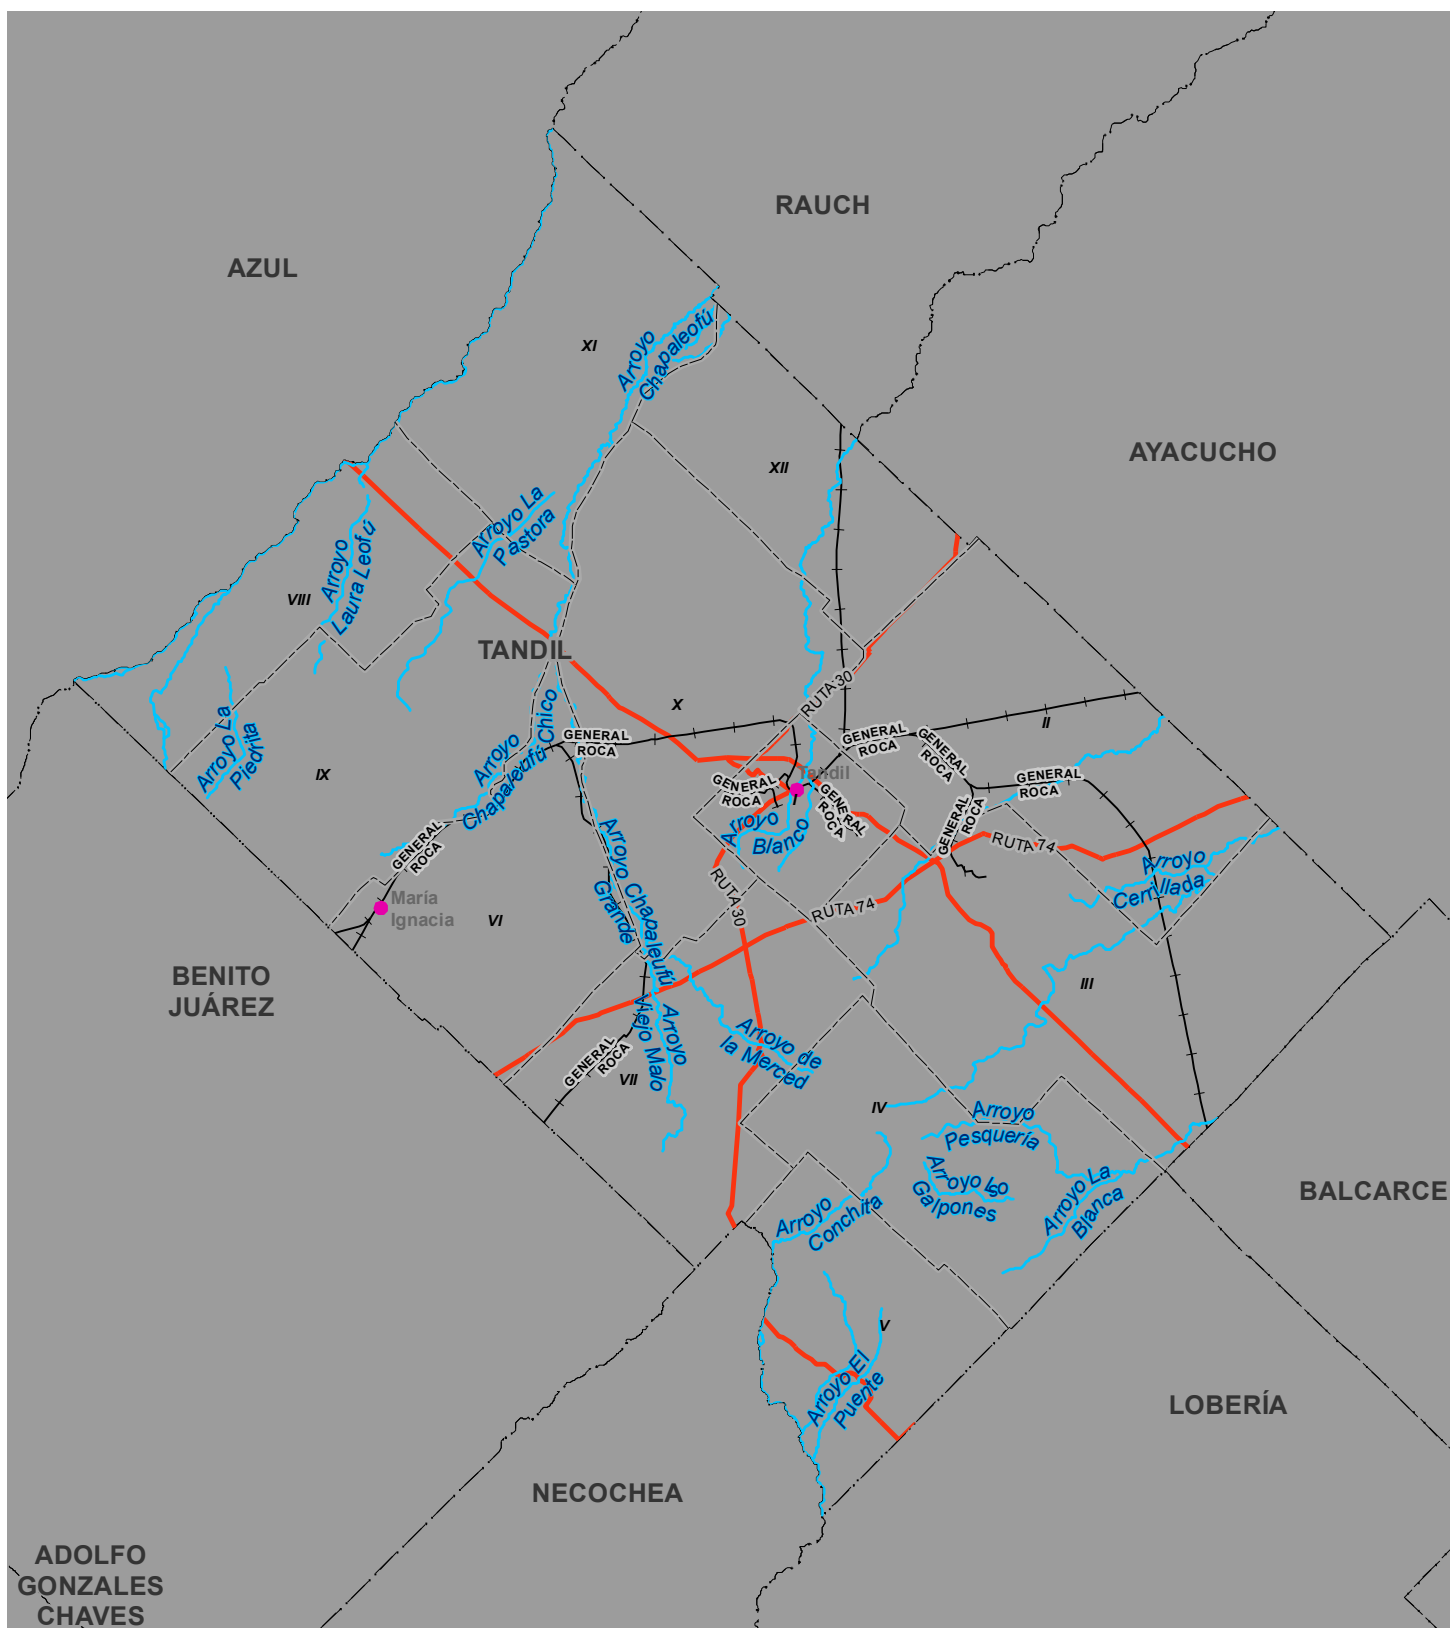 RAUCH
AZUL
XI
Arroyo
Chapaleofú
AYACUCHO
XII
Arroyo La
Pastora
Arroyo
Laura Leofú
VIII
TANDIL
RUTA 30
X
Arroyo
Chapaleufú Chico
II
Arroyo La
Piedrita
IX
GENERAL
ROCA
GENERAL
ROCA
GENERAL
ROCA
GENERAL
ROCA
GENERAL
ROCA
GENERAL
ROCA
GENERAL
ROCA
GENERAL
ROCA
Tandil
Arroyo
Blanco
RUTA 74
Arroyo
Cerrillada
RUTA 30
RUTA 74
María
Ignacia
VI
Arroyo Chapaleufú
Grande
BENITO
JUÁREZ
III
Arroyo
Viejo Malo
Arroyo de
la Merced
GENERAL
ROCA
VII
IV
Arroyo
Pesquería
Arroyo lso
Galpones
Arroyo La
Blanca
BALCARCE
Arroyo
Conchita
V
Arroyo El
Puente
LOBERÍA
NECOCHEA
ADOLFO
GONZALES
CHAVES